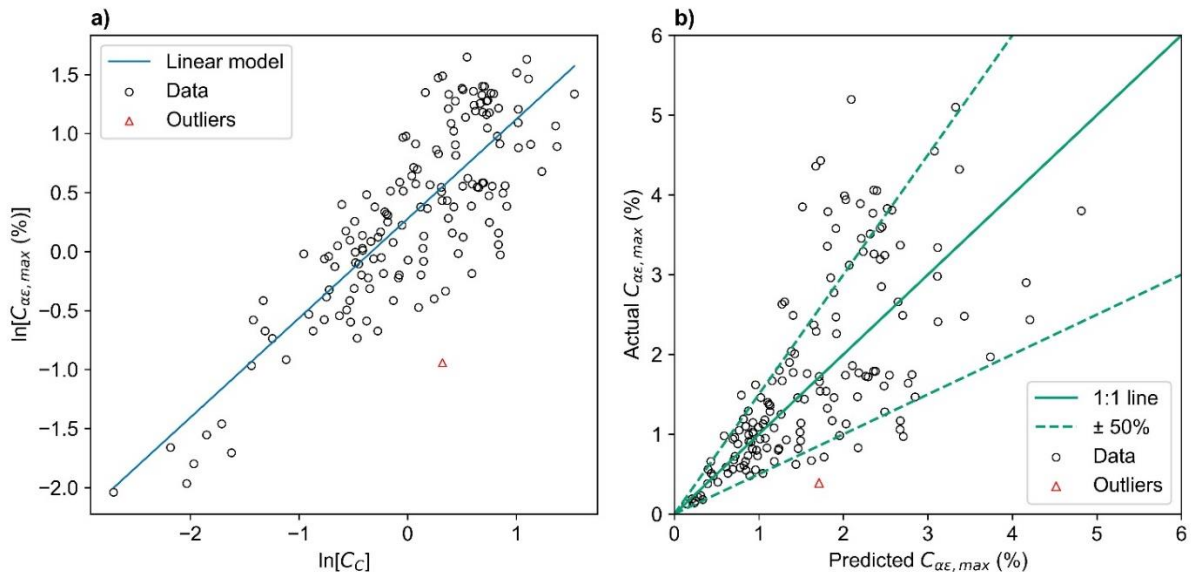 a)
Linear model
Data
Outliers
1.5
1.0
0.5
0.0
−0.5
−1.0
−1.5
−2.0
ln[Cαε, max (%)]
−2
−1
0
1
ln[CC]
b)
6
5
4
3
2
1
0
Actual Cαε, max (%)
1:1 line
± 50%
Data
Outliers
0
1
2
3
4
5
6
Predicted Cαε, max (%)